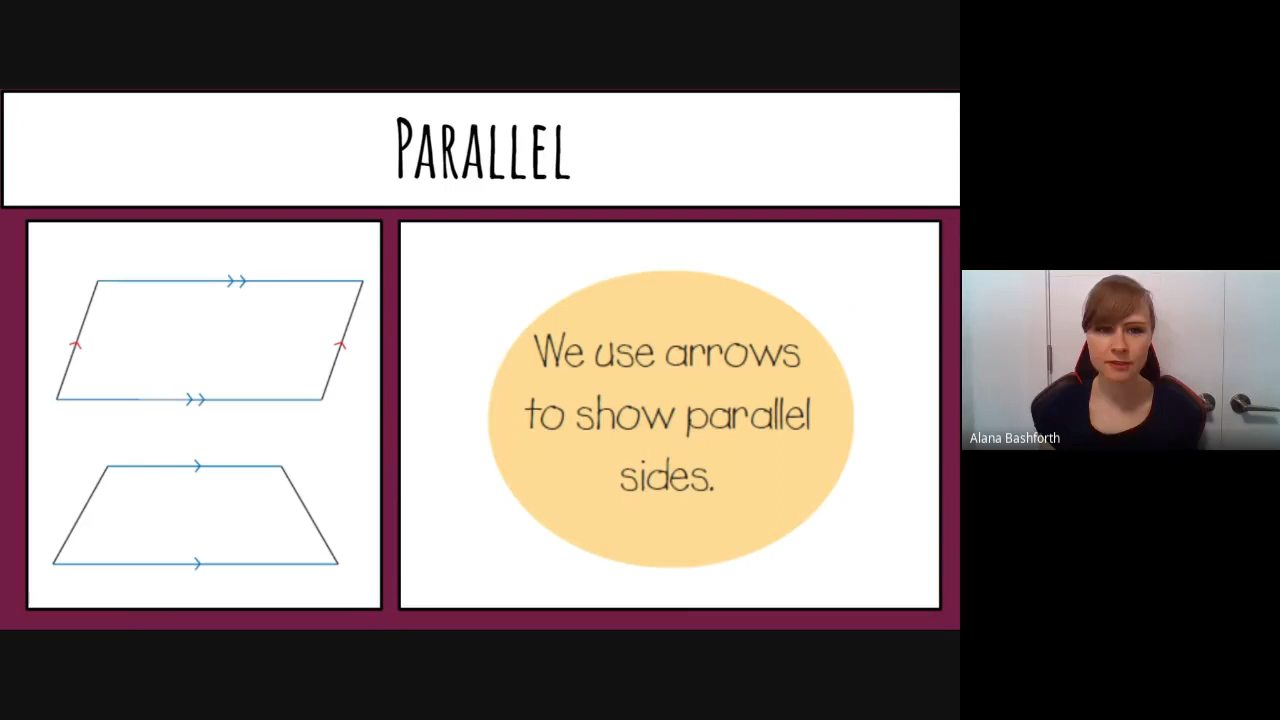 PARALLEL
We use arrows
to show parallel
sides.
Alana Bashforth